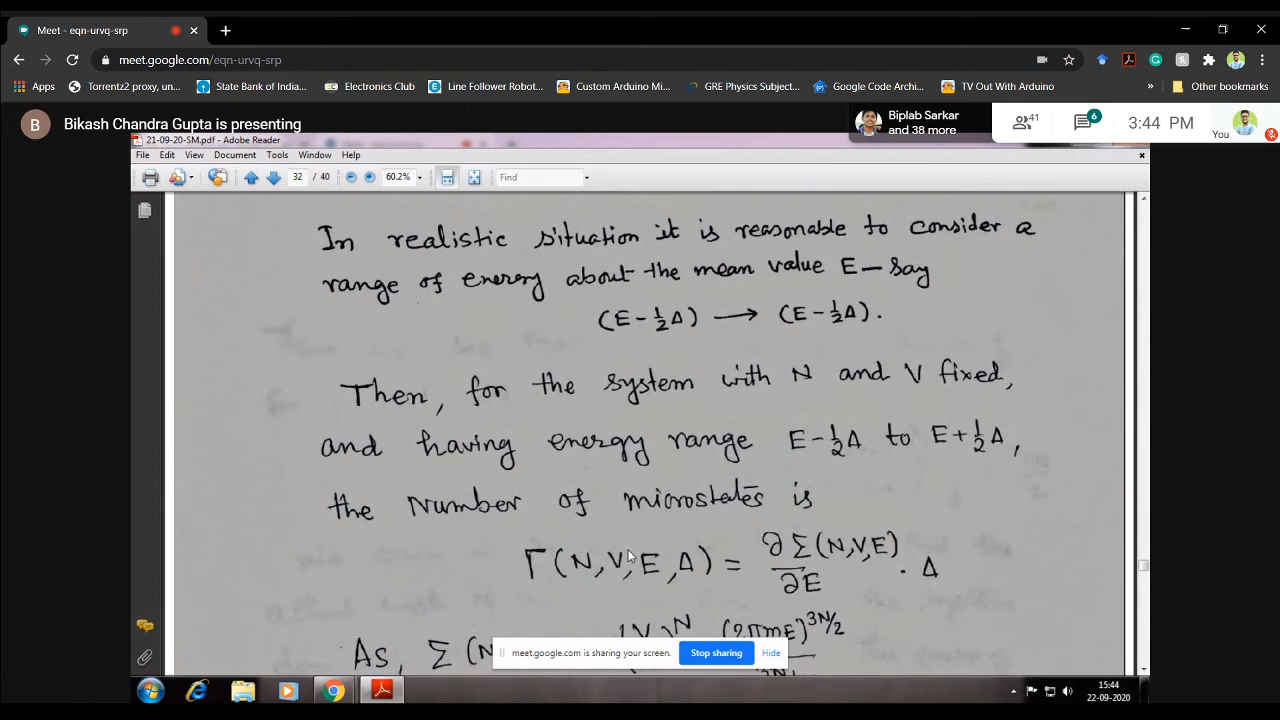 Meet - eqn-urvq-srp
meet.google.com/eqn-urvq-srp
Apps Torrentz2 proxy, un... State Bank of India... Electronics Club Line Follower Robot... Custom Arduino Mi... GRE Physics Subject... Google Code Archiv... TV Out With Arduino » Other bookmarks
B Bikash Chandra Gupta is presenting
Biplab Sarkar
and 38 more
41 6 3:44 PM
You
21-09-20-SM.pdf - Adobe Reader
File Edit View Document Tools Window Help
32 / 40 60.2% Find
In realistic situation it is reasonable to consider a
range of energy about the mean value E — say
(E - ½Δ) ⟶ (E - ½Δ).
Then, for the system with N and V fixed,
and having energy range E - ½Δ to E + ½Δ,
the Number of microstates is
Γ(N,V,E,Δ) = ∂Σ(N,V,E)/∂E . Δ
As, Σ(N (V)^N (2πmE)^3N/2
meet.google.com is sharing your screen. Stop sharing Hide
15:44
22-09-2020